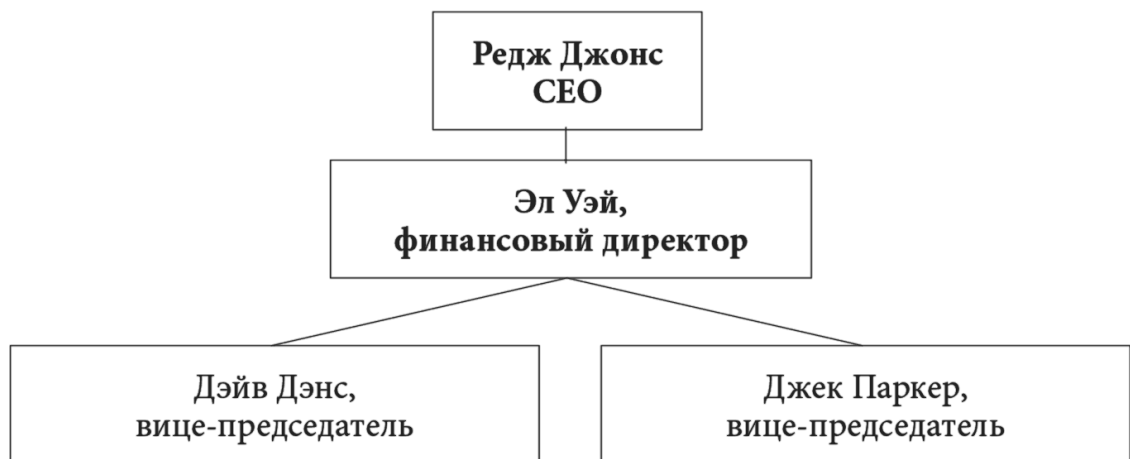 Редж Джонс
CEO
Эл Уэй,
финансовый директор
Дэйв Дэнс,
вице-председатель
Джек Паркер,
вице-председатель